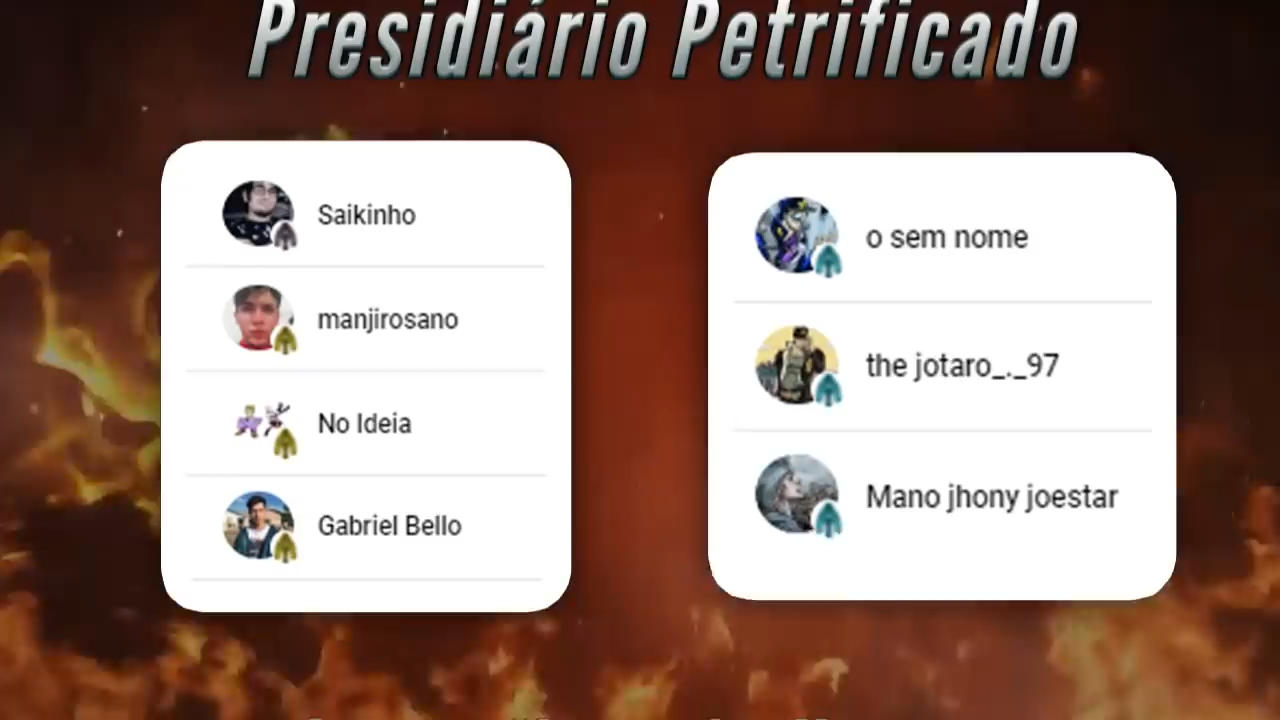 Presidiário Petrificado
Saikinho
manjirosano
No Ideia
Gabriel Bello
o sem nome
the jotaro_._97
Mano jhony joestar